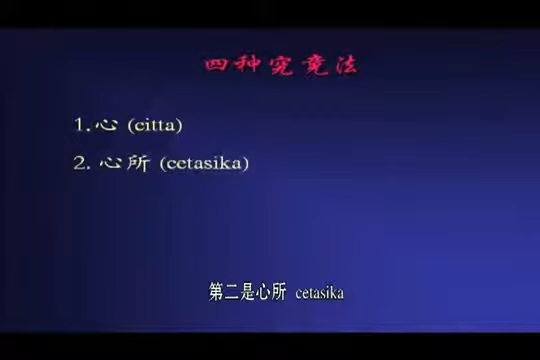 四种究竟法
1.心 (citta)
2. 心所 (cetasika)
第二是心所 cetasika